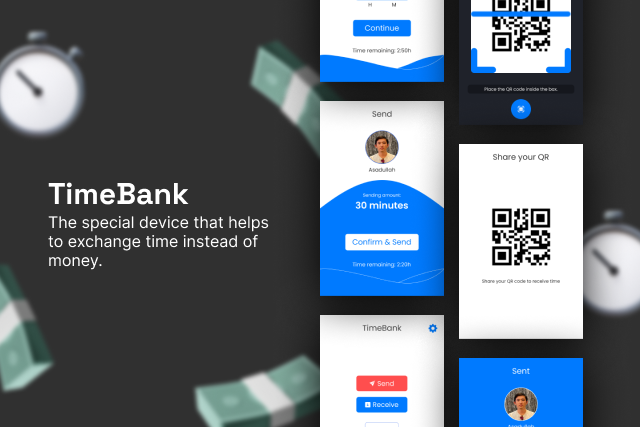 TimeBank
The special device that helps
to exchange time instead of
money.
H M
Continue
Time remaining: 2:50h
Send
Asadulloh
Sending amount:
30 minutes
Confirm & Send
Time remaining: 2:20h
TimeBank
Send
Receive
Place the QR code inside the box.
Share your QR
Share your QR code to receive time
Sent